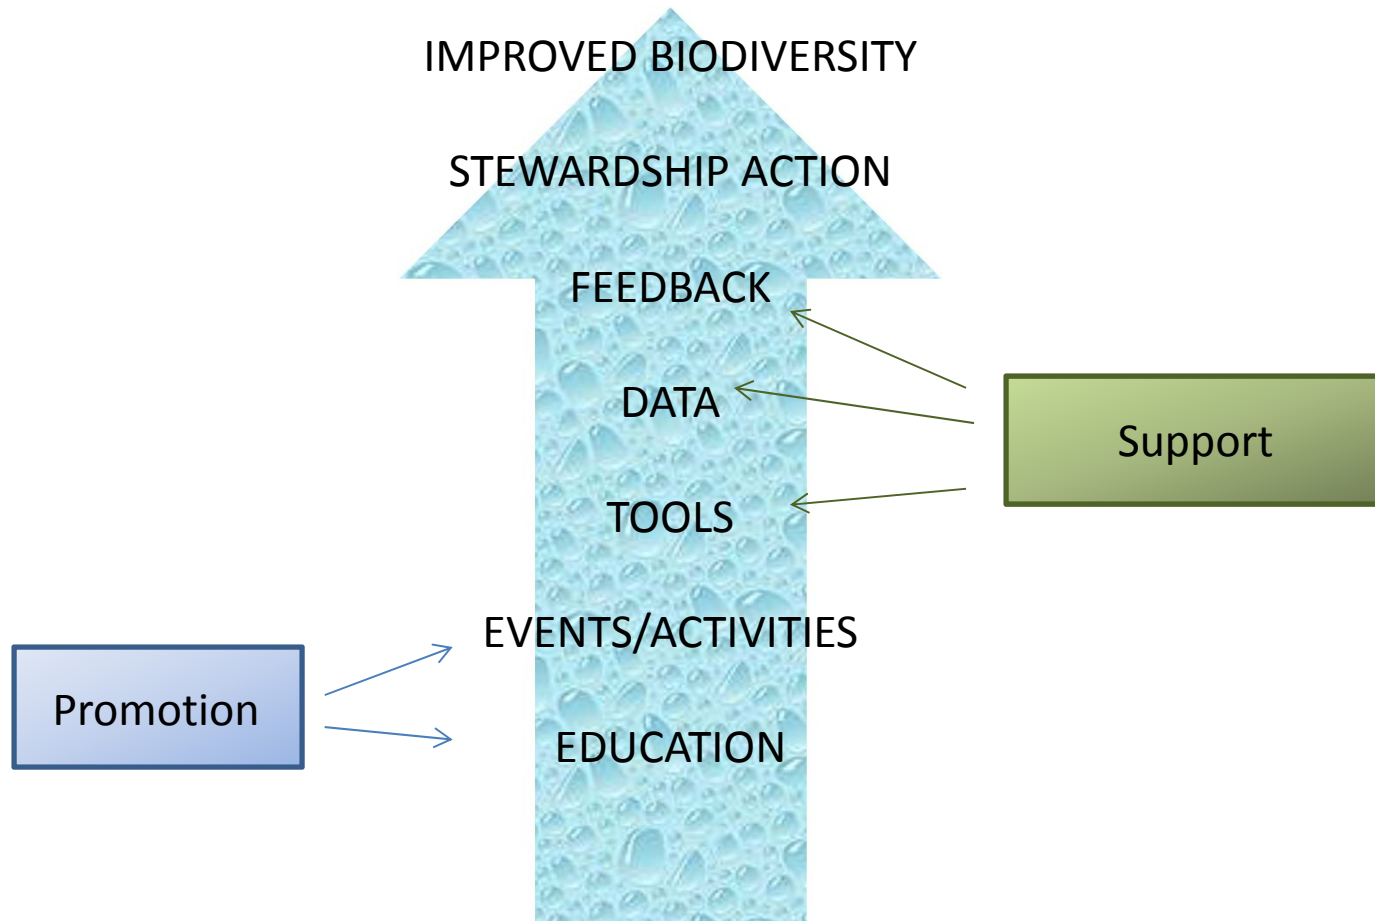 IMPROVED BIODIVERSITY
STEWARDSHIP ACTION
FEEDBACK
DATA
Support
TOOLS
EVENTS/ACTIVITIES
Promotion
EDUCATION